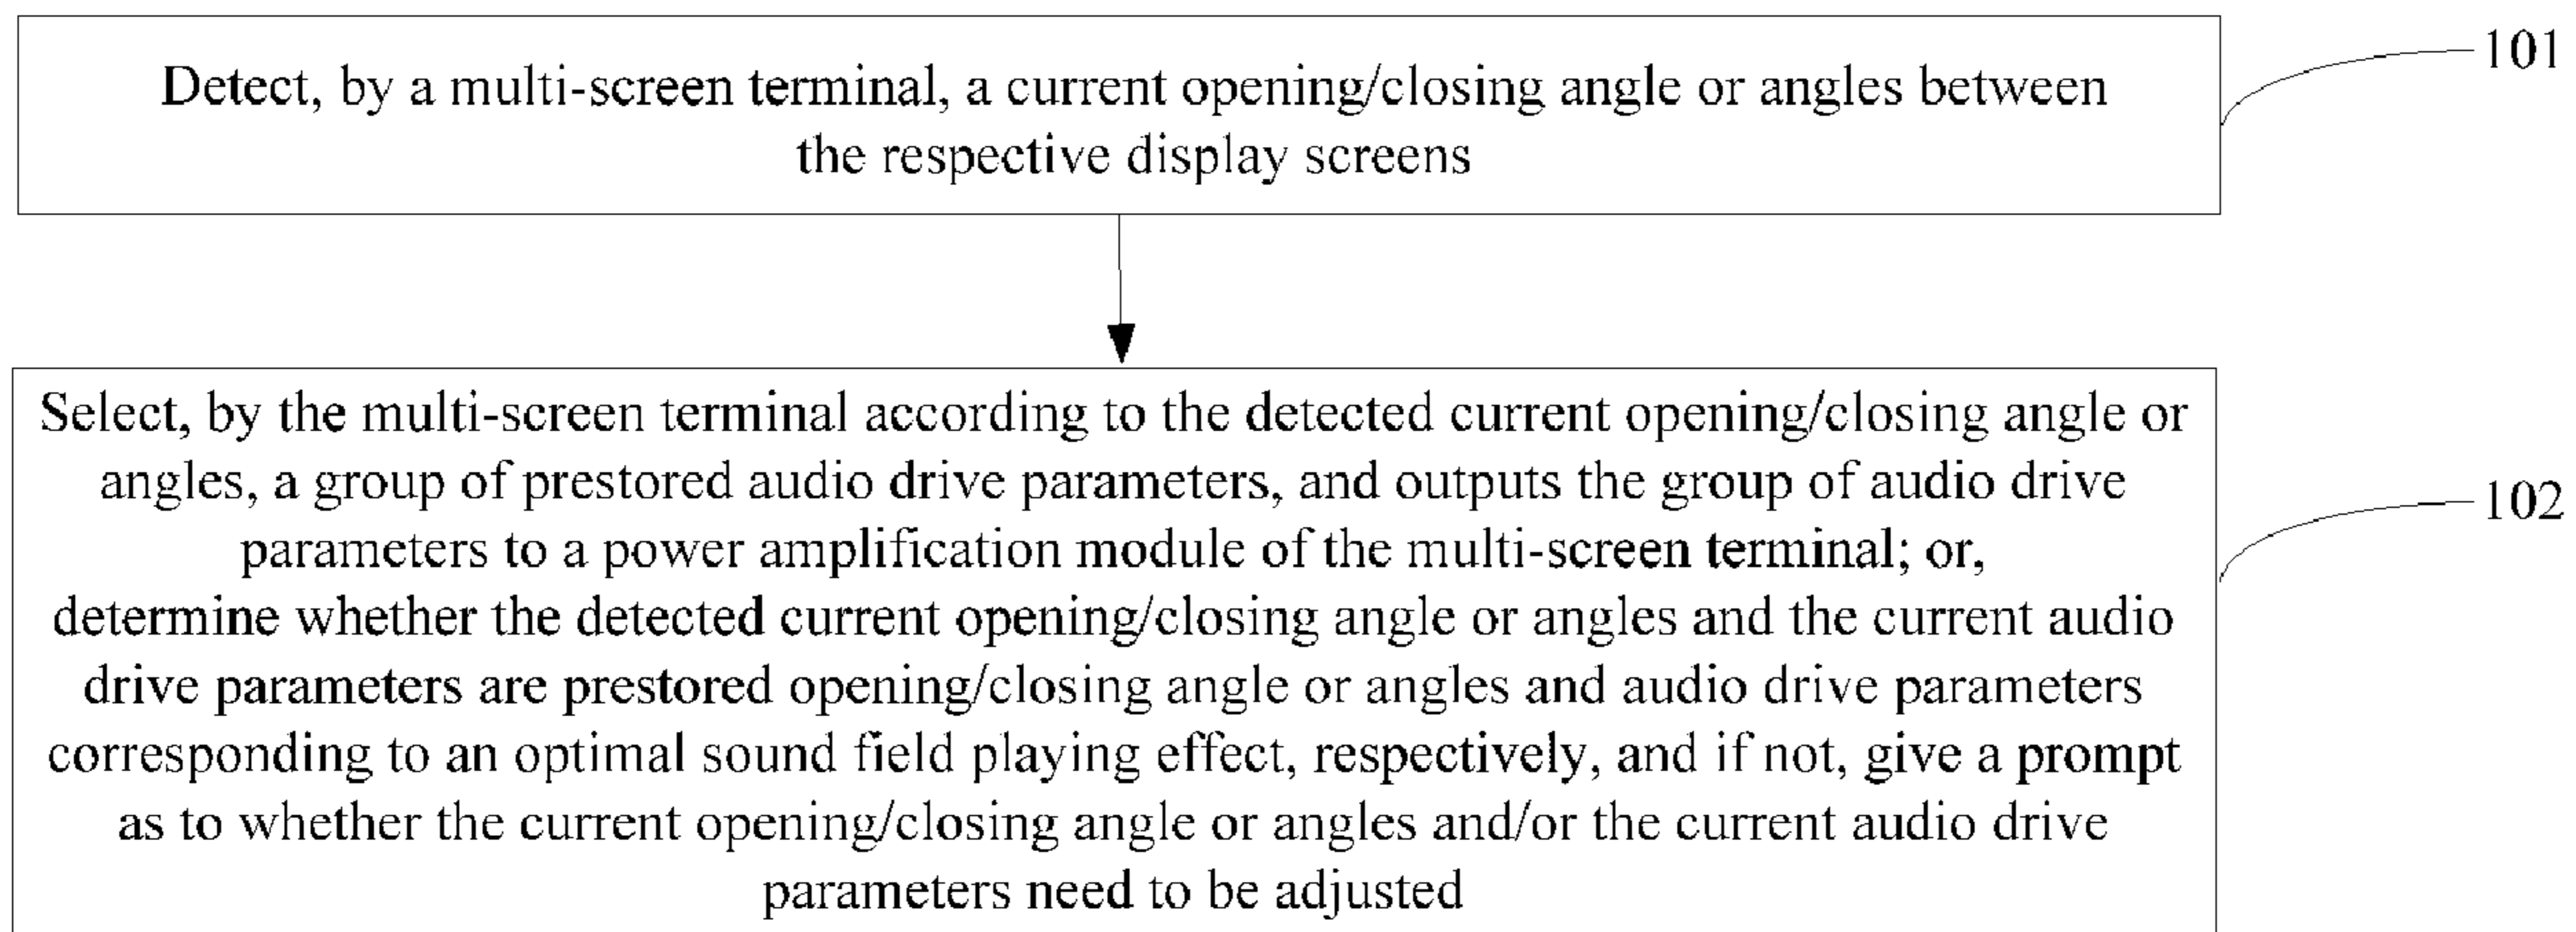 Detect, by a multi-screen terminal, a current opening/closing angle or angles between
the respective display screens
101
Select, by the multi-screen terminal according to the detected current opening/closing angle or
angles, a group of prestored audio drive parameters, and outputs the group of audio drive
parameters to a power amplification module of the multi-screen terminal; or,
determine whether the detected current opening/closing angle or angles and the current audio
drive parameters are prestored opening/closing angle or angles and audio drive parameters
corresponding to an optimal sound field playing effect, respectively, and if not, give a prompt
as to whether the current opening/closing angle or angles and/or the current audio drive
parameters need to be adjusted
102